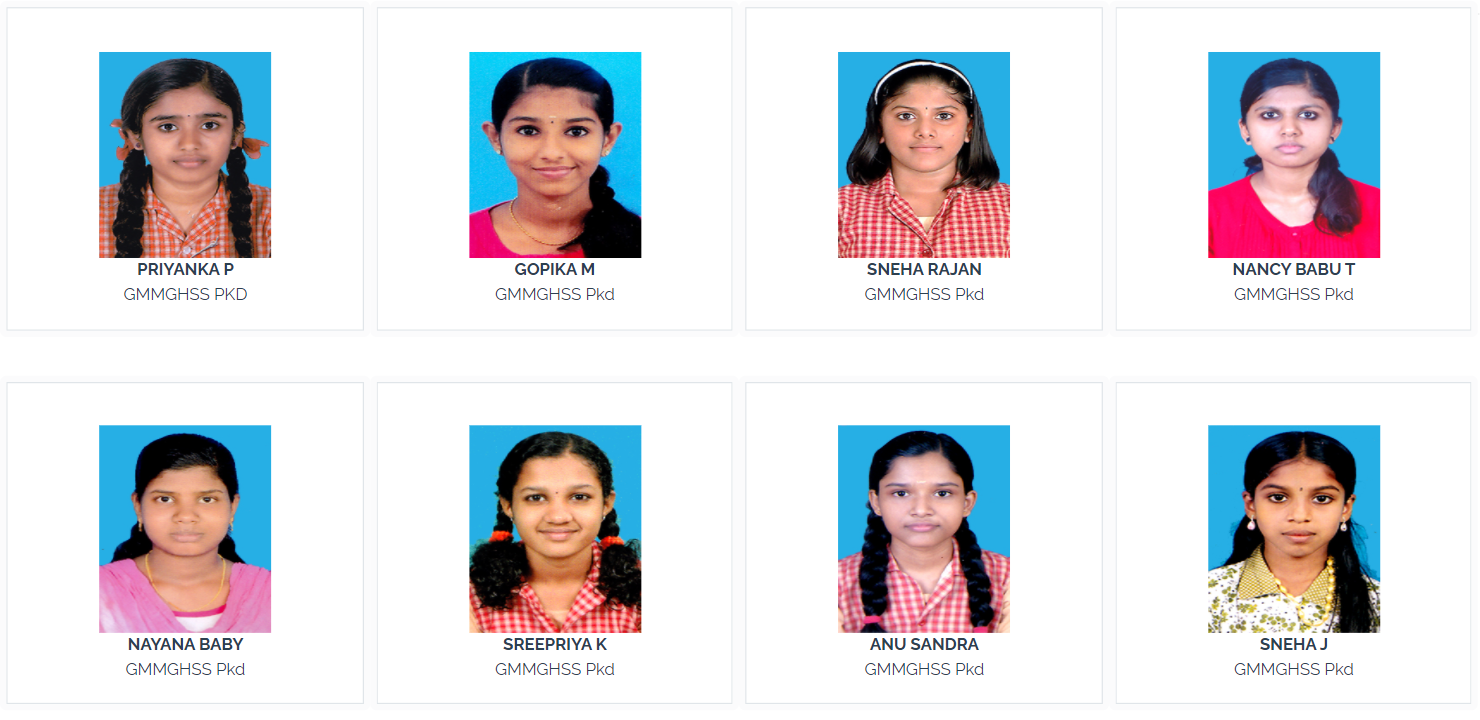 PRIYANKA P
GMMGHSS PKD
GOPIKA M
GMMGHSS Pkd
SNEHA RAJAN
GMMGHSS Pkd
NANCY BABU T
GMMGHSS Pkd
NAYANA BABY
GMMGHSS Pkd
SREEPRIYA K
GMMGHSS Pkd
ANU SANDRA
GMMGHSS Pkd
SNEHA J
GMMGHSS Pkd